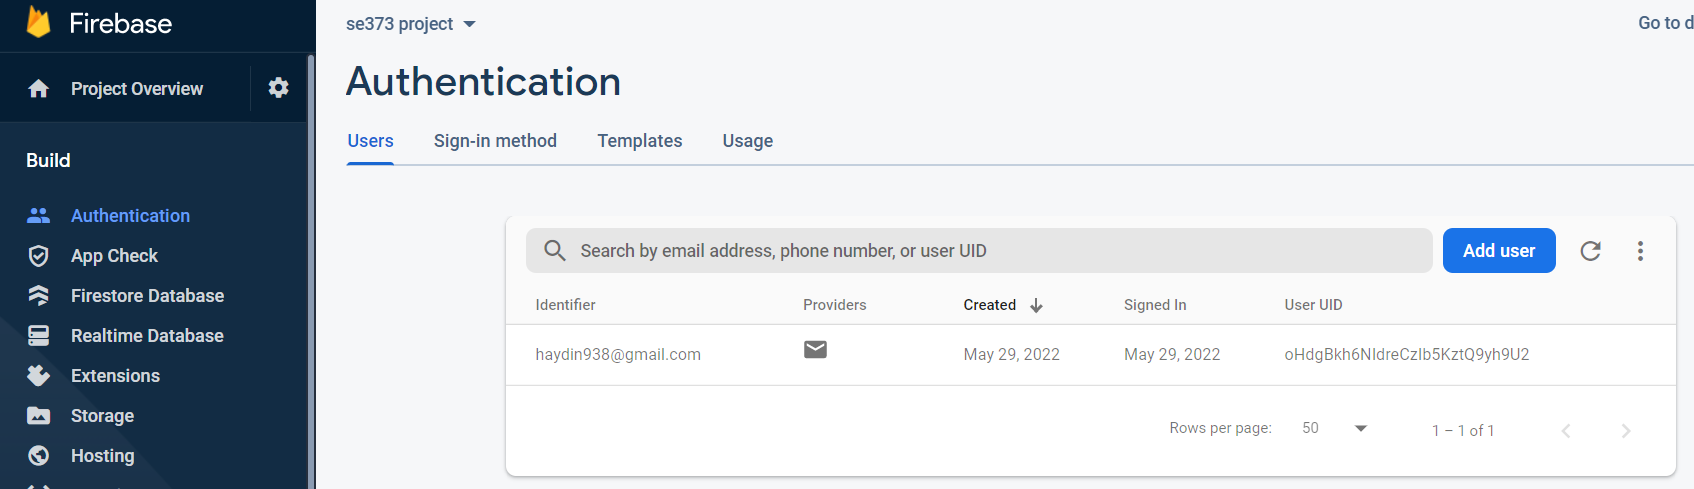 Firebase
se373 project
Go to d
Project Overview
Authentication
Users Sign-in method Templates Usage
Build
Authentication
App Check
Firestore Database
Realtime Database
Extensions
Storage
Hosting
Search by email address, phone number, or user UID
Add user
Identifier Providers Created Signed In User UID
haydin938@gmail.com May 29, 2022 May 29, 2022 oHdgBkh6NIdreCzIb5KztQ9yh9U2
Rows per page: 50 1 – 1 of 1